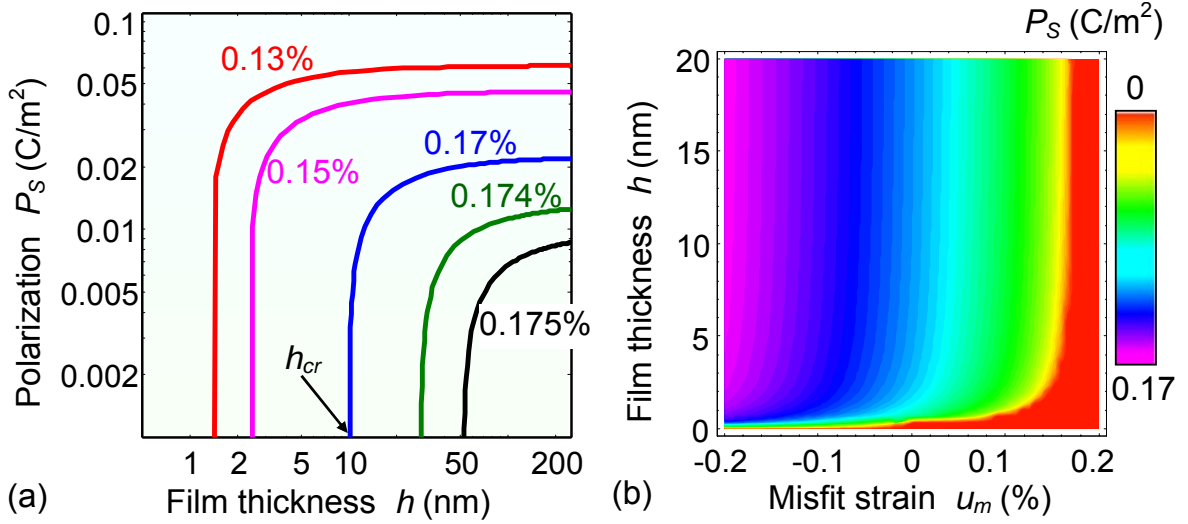 0.1
0.05
0.02
0.01
0.005
0.002
Polarization P_S (C/m²)
0.13%
0.15%
0.17%
0.174%
0.175%
h_cr
1 2 5 10 50 200
Film thickness h (nm)
(a)
P_S (C/m²)
0
0.17
20
15
10
5
0
Film thickness h (nm)
-0.2 -0.1 0 0.1 0.2
Misfit strain u_m (%)
(b)